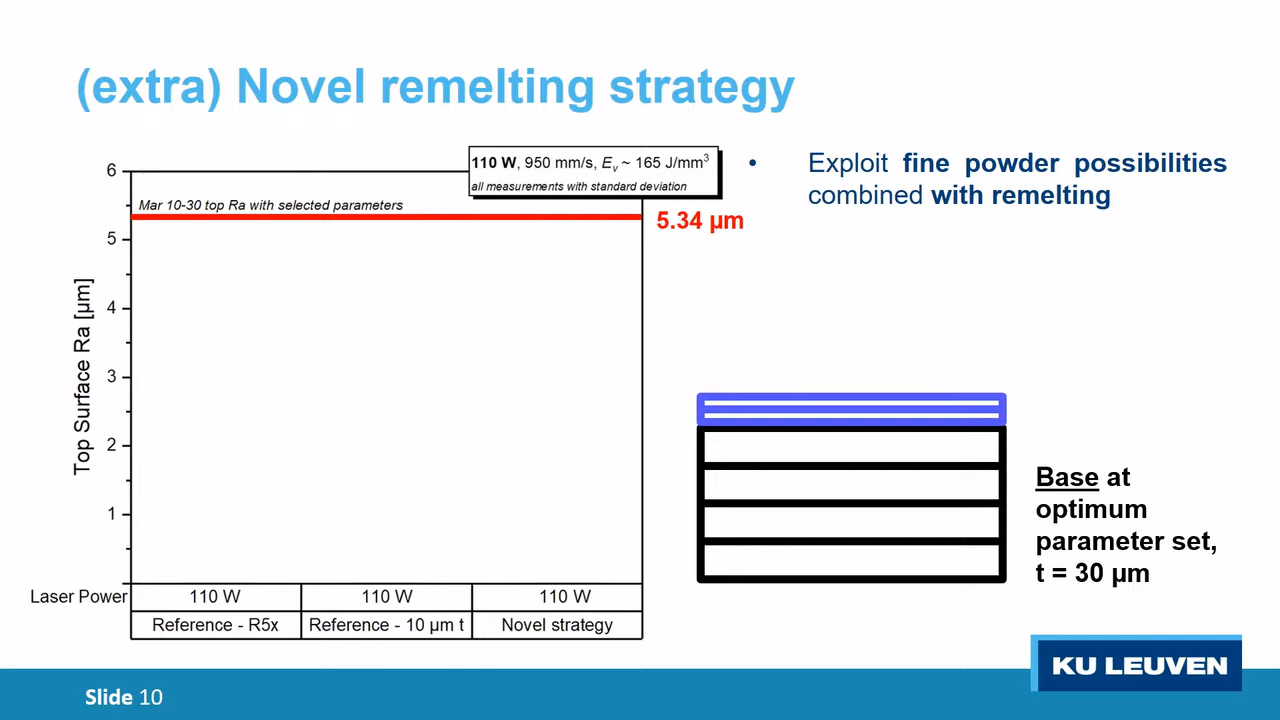 (extra) Novel remelting strategy
110 W, 950 mm/s, Ev ~ 165 J/mm³
all measurements with standard deviation
Mar 10-30 top Ra with selected parameters
5.34 µm
6
5
4
3
2
1
Top Surface Ra [µm]
Laser Power 110 W 110 W 110 W
Reference - R5x Reference - 10 µm t Novel strategy
• Exploit fine powder possibilities
combined with remelting
Base at
optimum
parameter set,
t = 30 µm
KU LEUVEN
Slide 10